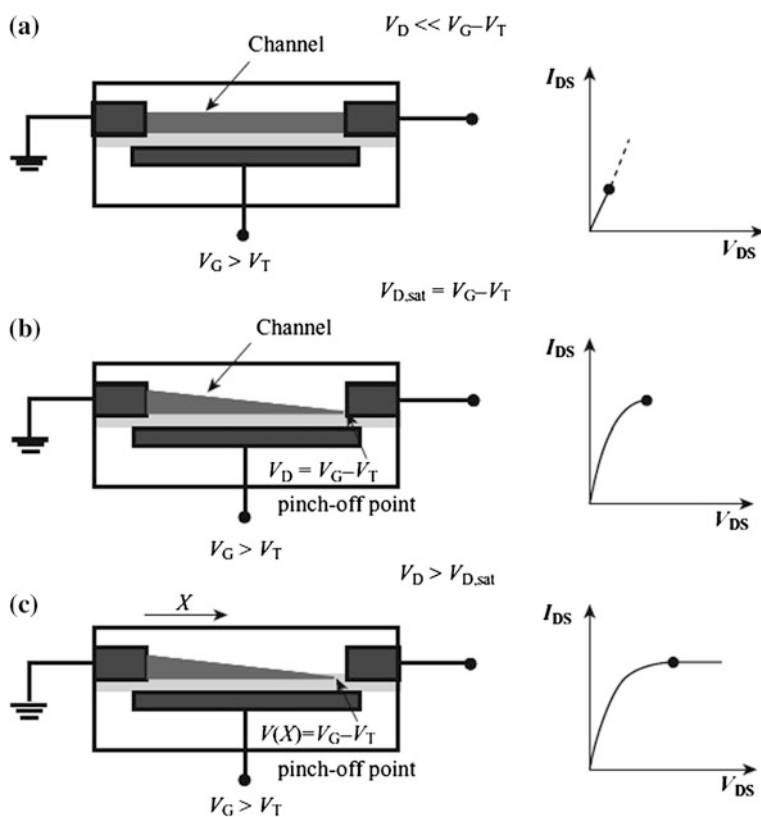 (a)
V_D << V_G–V_T
Channel
I_DS
V_DS
V_G > V_T
V_D,sat = V_G–V_T
(b)
Channel
I_DS
V_D = V_G–V_T
pinch-off point
V_DS
V_G > V_T
V_D > V_D,sat
(c)
X
I_DS
V(X)=V_G–V_T
pinch-off point
V_DS
V_G > V_T